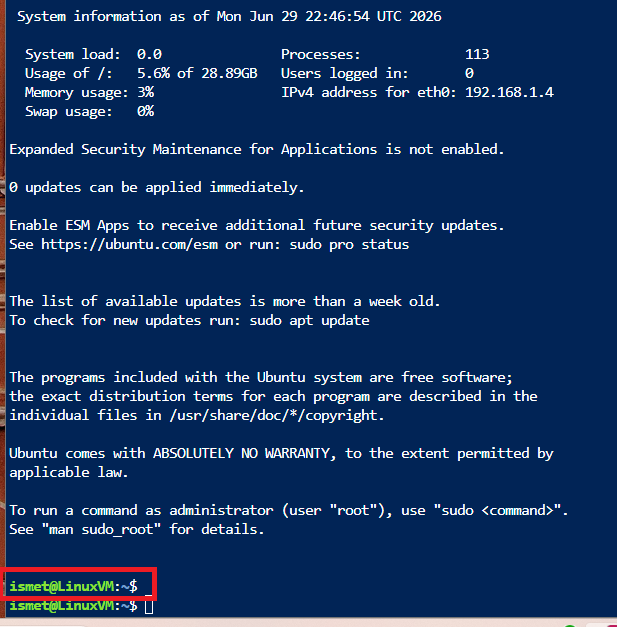 System information as of Mon Jun 29 22:46:54 UTC 2026
System load:  0.0                Processes:             113
Usage of /:   5.6% of 28.89GB   Users logged in:       0
Memory usage: 3%                IPv4 address for eth0: 192.168.1.4
Swap usage:   0%
Expanded Security Maintenance for Applications is not enabled.
0 updates can be applied immediately.
Enable ESM Apps to receive additional future security updates.
See https://ubuntu.com/esm or run: sudo pro status
The list of available updates is more than a week old.
To check for new updates run: sudo apt update
The programs included with the Ubuntu system are free software;
the exact distribution terms for each program are described in the
individual files in /usr/share/doc/*/copyright.
Ubuntu comes with ABSOLUTELY NO WARRANTY, to the extent permitted by
applicable law.
To run a command as administrator (user "root"), use "sudo <command>".
See "man sudo_root" for details.
ismet@LinuxVM:~$ _
ismet@LinuxVM:~$